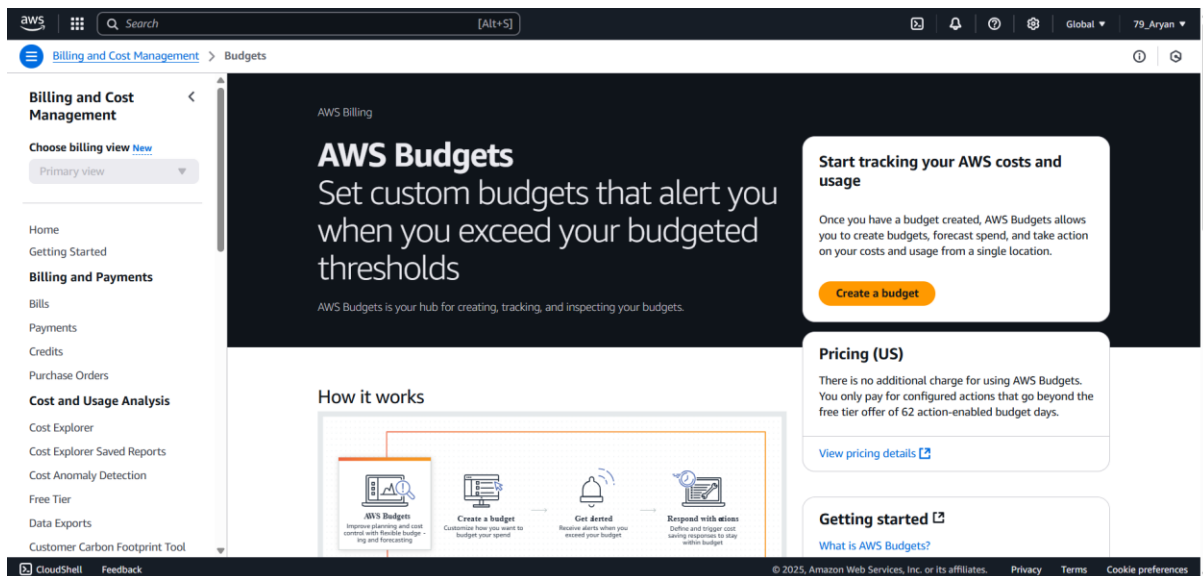 aws
Search
[Alt+S]
Global
79_Aryan
Billing and Cost Management > Budgets
Billing and Cost
Management
Choose billing view New
Primary view
Home
Getting Started
Billing and Payments
Bills
Payments
Credits
Purchase Orders
Cost and Usage Analysis
Cost Explorer
Cost Explorer Saved Reports
Cost Anomaly Detection
Free Tier
Data Exports
Customer Carbon Footprint Tool
AWS Billing
AWS Budgets
Set custom budgets that alert you
when you exceed your budgeted
thresholds
AWS Budgets is your hub for creating, tracking, and inspecting your budgets.
Start tracking your AWS costs and
usage
Once you have a budget created, AWS Budgets allows
you to create budgets, forecast spend, and take action
on your costs and usage from a single location.
Create a budget
Pricing (US)
There is no additional charge for using AWS Budgets.
You only pay for configured actions that go beyond the
free tier offer of 62 action-enabled budget days.
View pricing details
Getting started
What is AWS Budgets?
How it works
AWS Budgets
Improve planning and cost
control with flexible budge -
ing and forecasting
Create a budget
Customize how you want to
budget your spend
Get derted
Receive alerts when you
exceed your budget
Respond with ations
Define and trigger cost
saving responses to stay
within budget
CloudShell
Feedback
© 2025, Amazon Web Services, Inc. or its affiliates.
Privacy
Terms
Cookie preferences